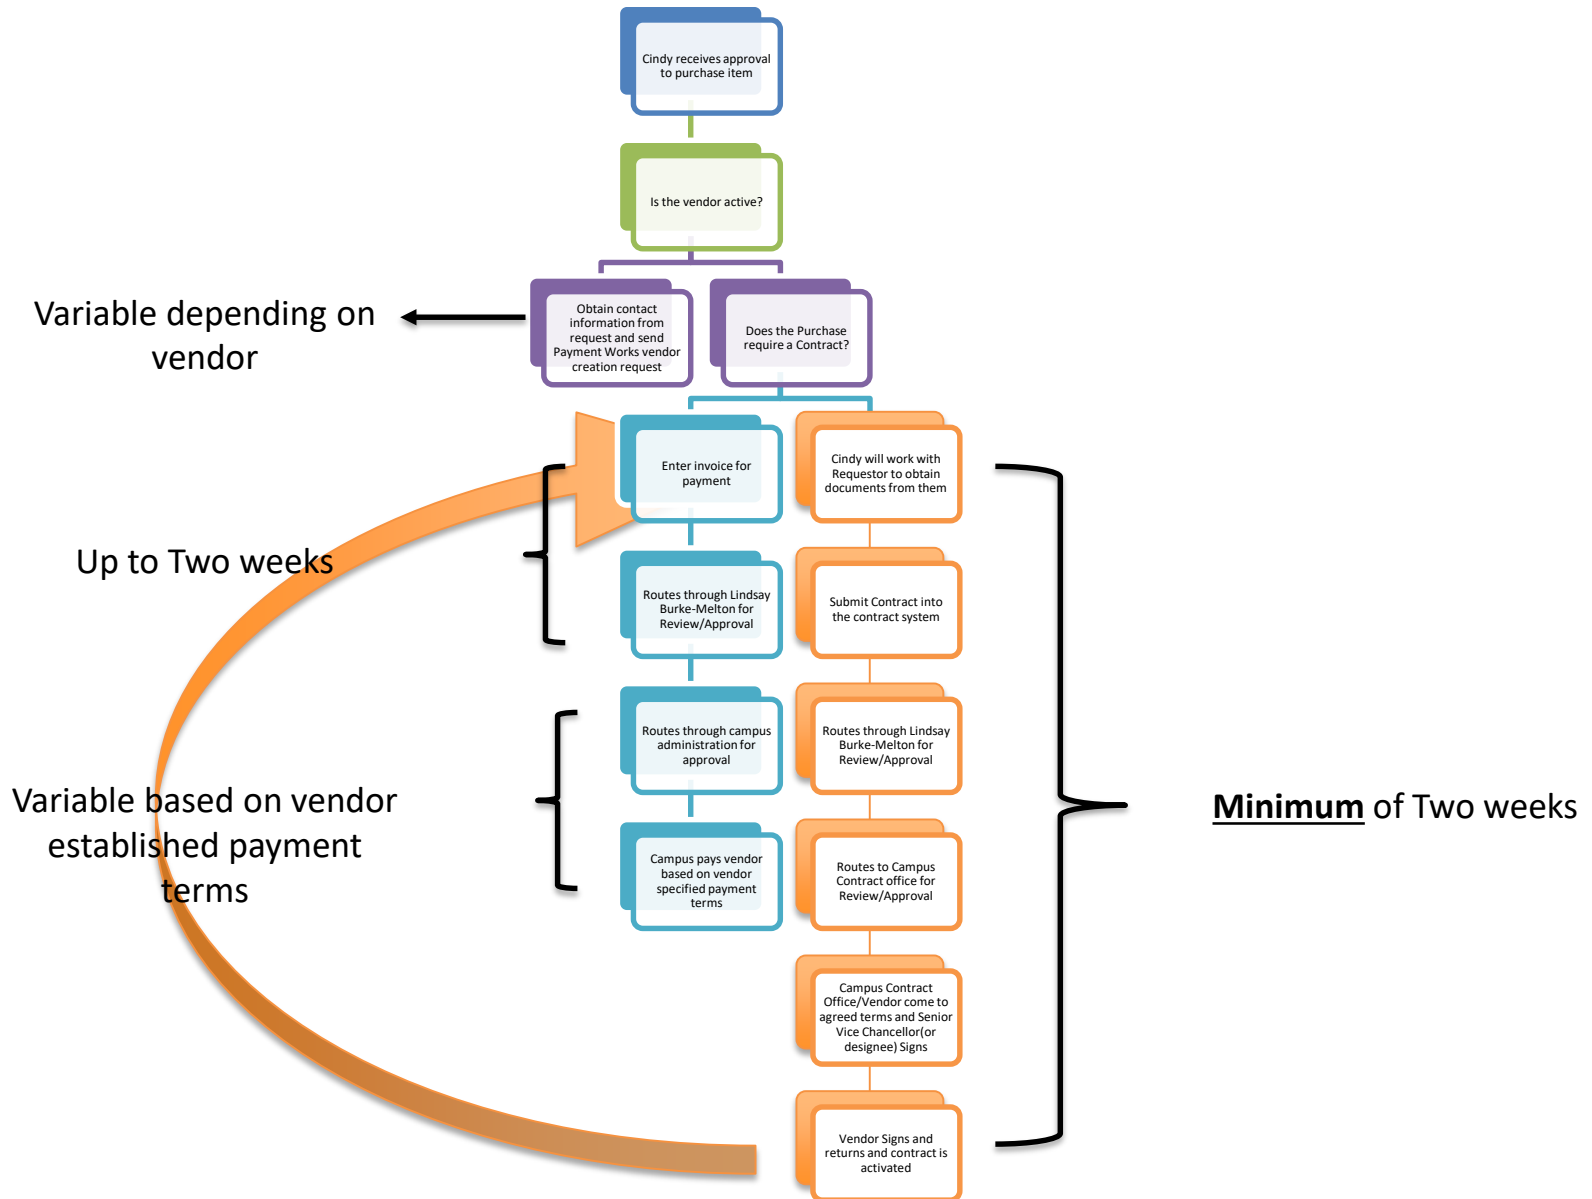 Cindy receives approval
to purchase item
Is the vendor active?
Variable depending on
vendor
Obtain contact
information from
request and send
Payment Works vendor
creation request
Does the Purchase
require a Contract?
Enter invoice for
payment
Cindy will work with
Requestor to obtain
documents from them
Up to Two weeks
Routes through Lindsay
Burke-Melton for
Review/Approval
Submit Contract into
the contract system
Routes through campus
administration for
approval
Routes through Lindsay
Burke-Melton for
Review/Approval
Variable based on vendor
established payment
terms
Minimum of Two weeks
Campus pays vendor
based on vendor
specified payment
terms
Routes to Campus
Contract office for
Review/Approval
Campus Contract
Office/Vendor come to
agreed terms and Senior
Vice Chancellor(or
designee) Signs
Vendor Signs and
returns and contract is
activated